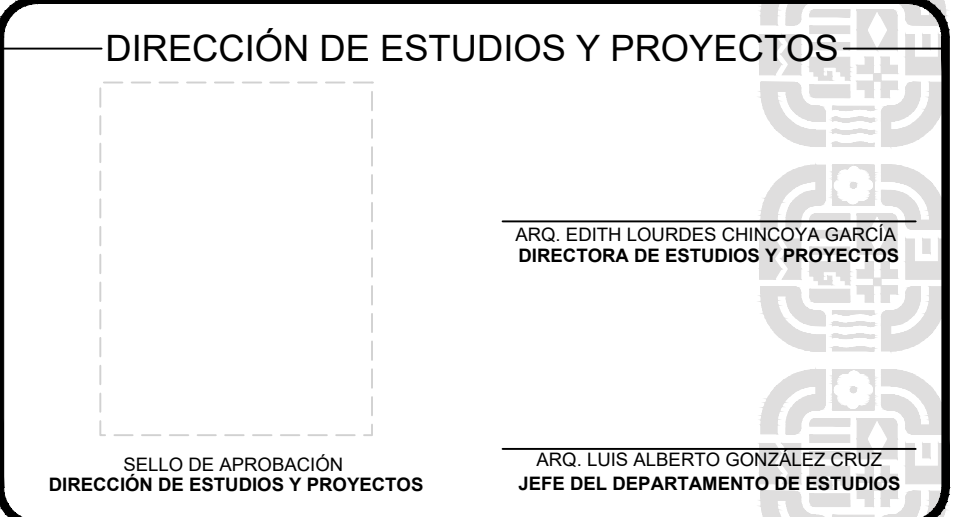 DIRECCIÓN DE ESTUDIOS Y PROYECTOS
ARQ. EDITH LOURDES CHINCOYA GARCÍA
DIRECTORA DE ESTUDIOS Y PROYECTOS
SELLO DE APROBACIÓN
DIRECCIÓN DE ESTUDIOS Y PROYECTOS
ARQ. LUIS ALBERTO GONZÁLEZ CRUZ
JEFE DEL DEPARTAMENTO DE ESTUDIOS